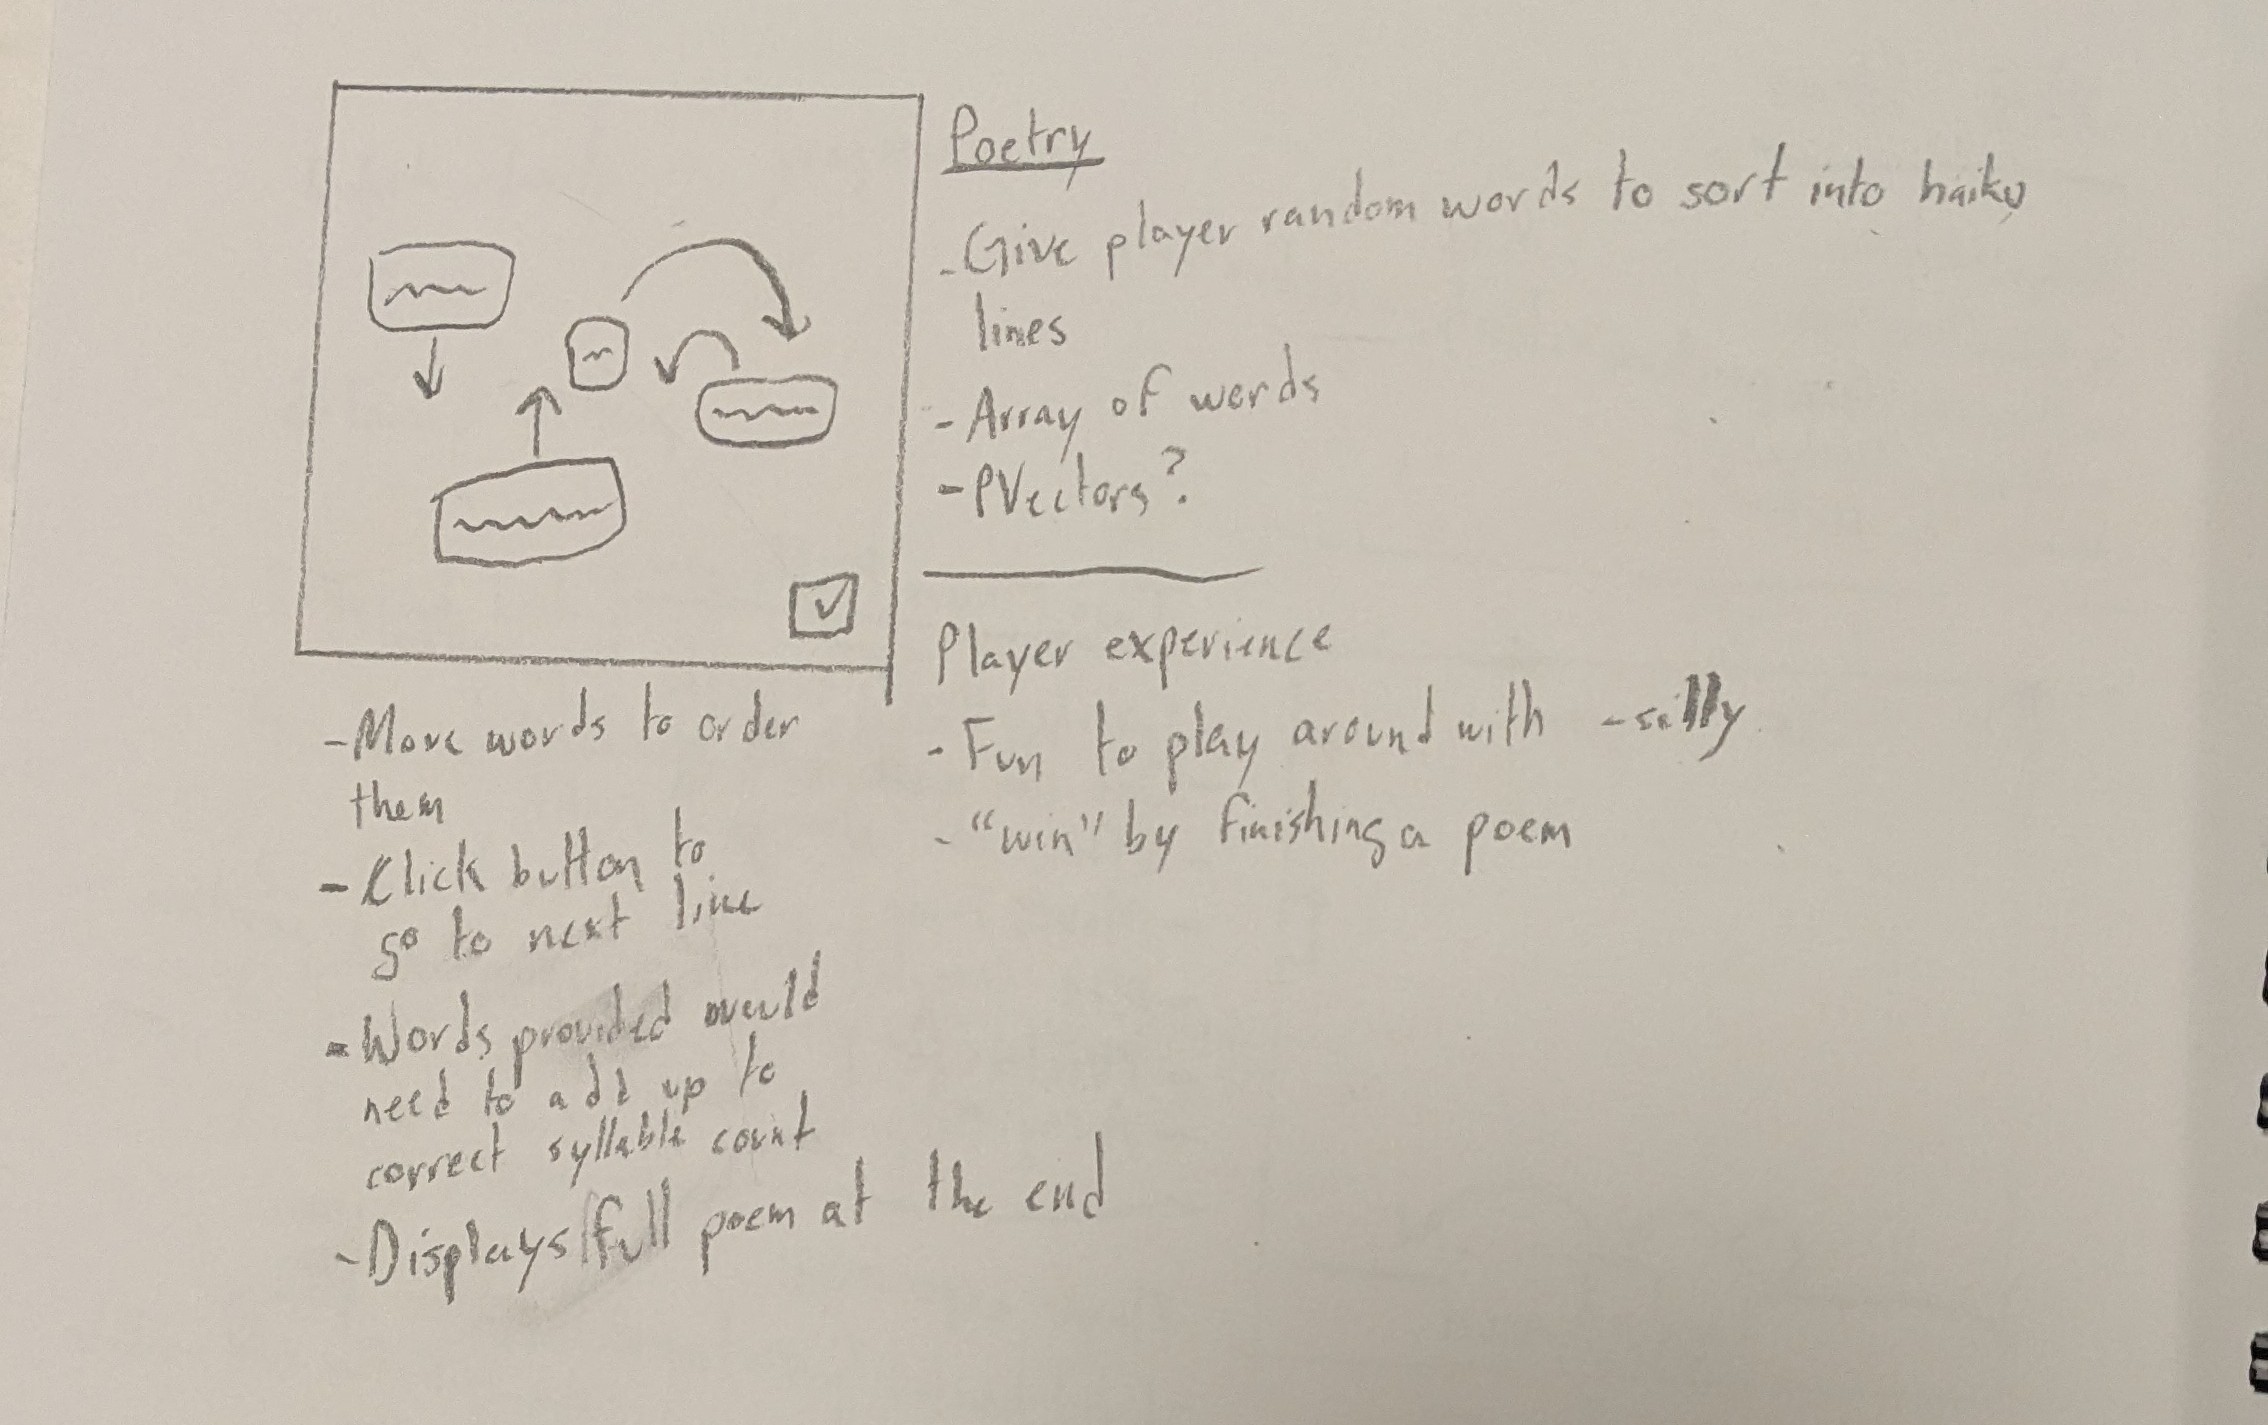 Poetry
- Give player random words to sort into haiku
lines
- Array of words
- PVectors?
Player experience
- Fun to play around with - silly
- "win" by finishing a poem
- Move words to order
them
- Click button to
go to next line
- Words provided would
need to add up to
correct syllable count
- Displays full poem at the end